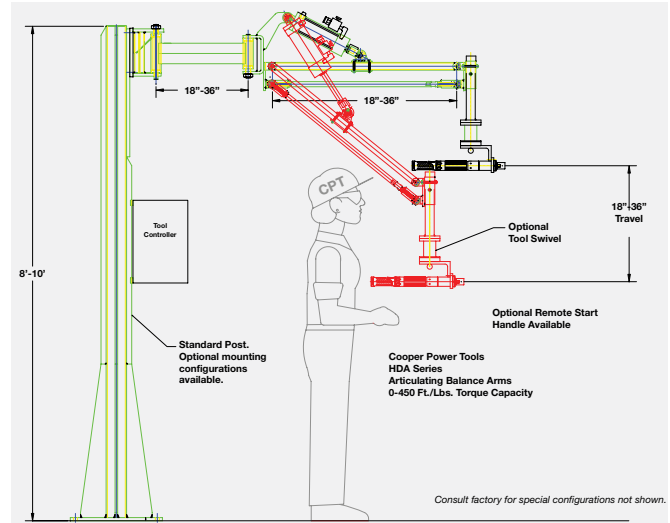 CPT
18"-36"
18"-36"
18"-36"
Travel
Tool
Controller
Optional
Tool Swivel
8'-10'
Optional Remote Start
Handle Available
Standard Post.
Optional mounting
configurations
available.
Cooper Power Tools
HDA Series
Articulating Balance Arms
0-450 Ft./Lbs. Torque Capacity
Consult factory for special configurations not shown.